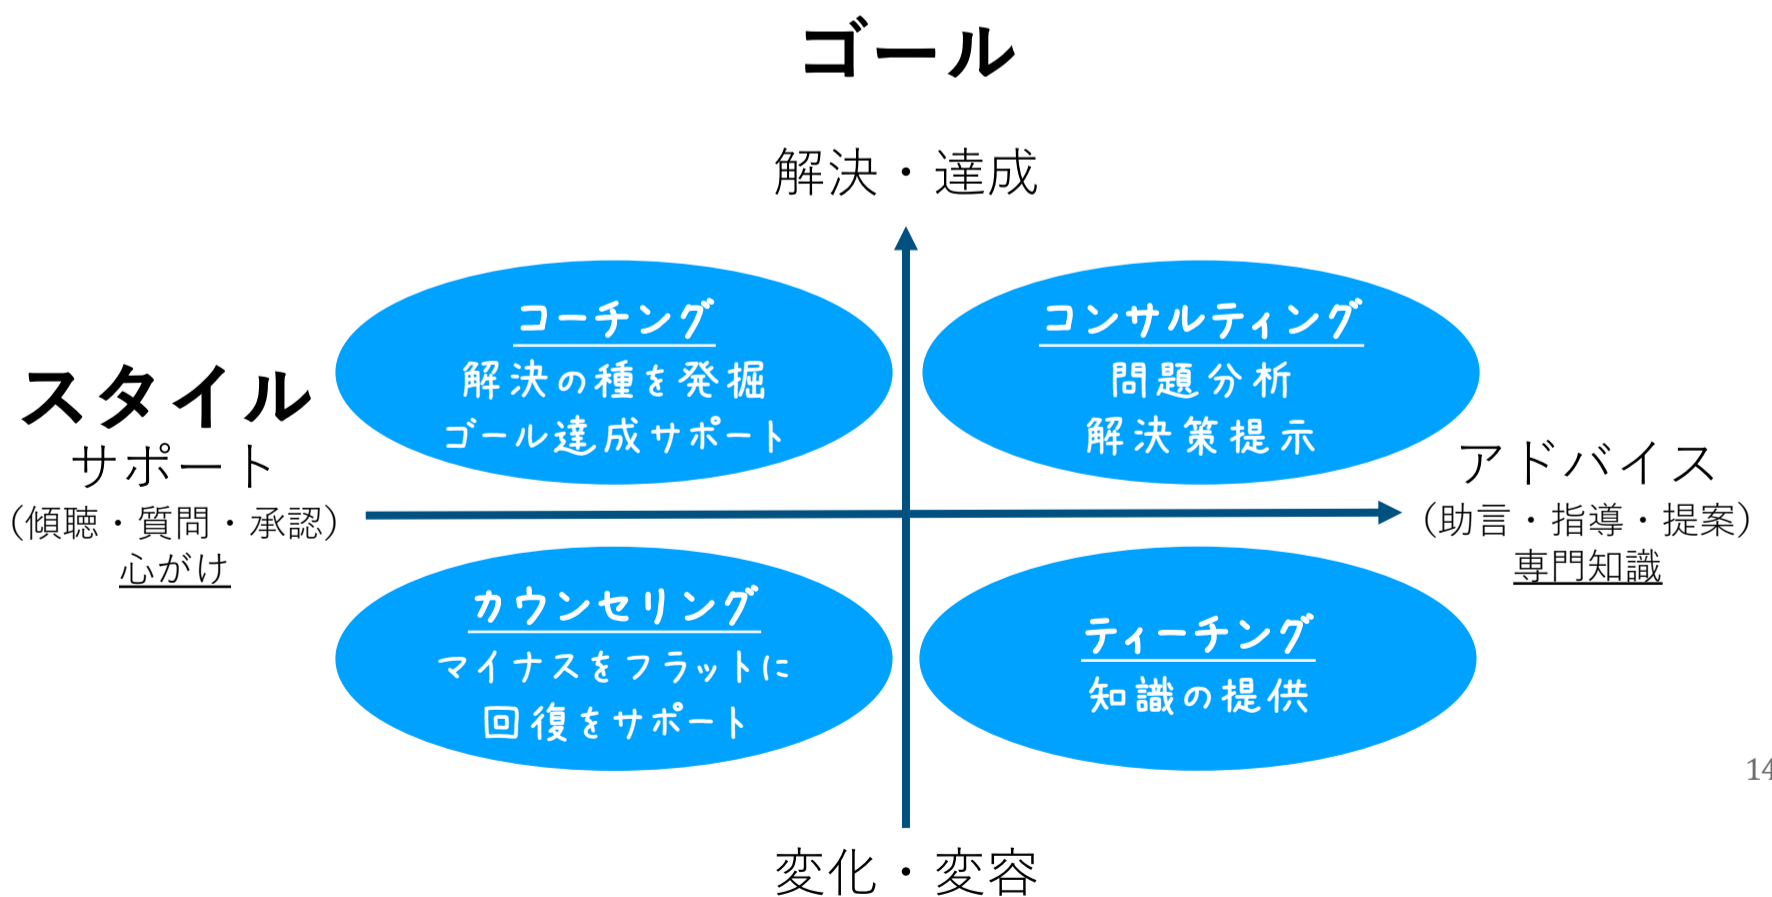 ゴール
解決・達成
コーチング
解決の種を発掘
ゴール達成サポート
コンサルティング
問題分析
解決策提示
スタイル
サポート
（傾聴・質問・承認）
心がけ
アドバイス
（助言・指導・提案）
専門知識
カウンセリング
マイナスをフラットに
回復をサポート
ティーチング
知識の提供
14
変化・変容